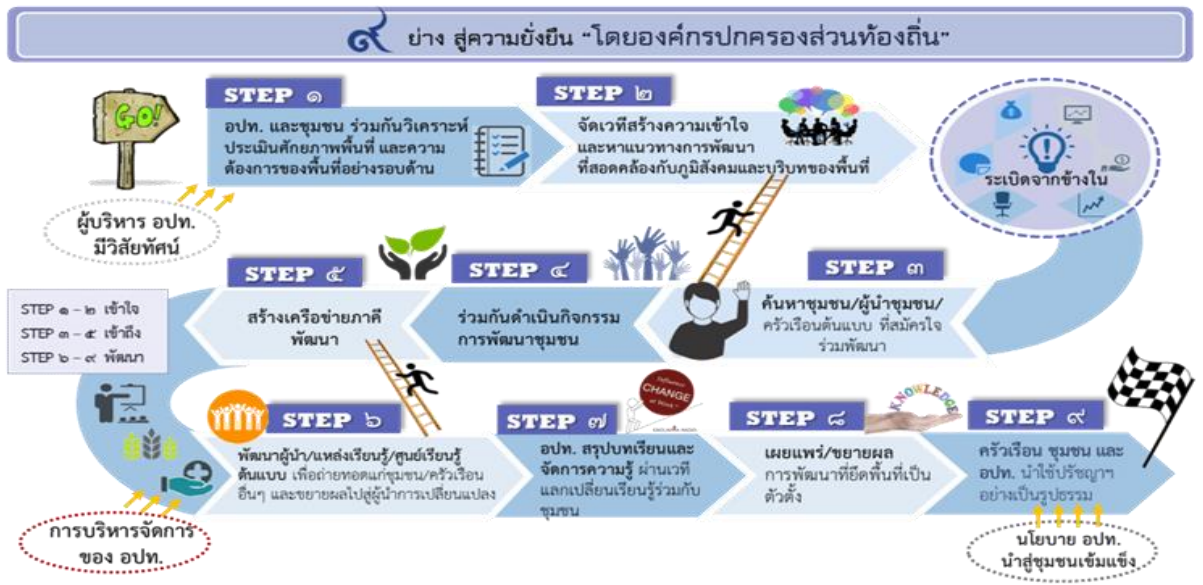 ๙ ย่าง สู่ความยั่งยืน "โดยองค์กรปกครองส่วนท้องถิ่น"
GO!
ผู้บริหาร อปท.
มีวิสัยทัศน์
STEP ๑
อปท. และชุมชน ร่วมกันวิเคราะห์
ประเมินศักยภาพพื้นที่ และความ
ต้องการของพื้นที่อย่างรอบด้าน
STEP ๒
จัดเวทีสร้างความเข้าใจ
และหาแนวทางการพัฒนา
ที่สอดคล้องกับภูมิสังคมและบริบทของพื้นที่
ระเบิดจากข้างใน
STEP ๓
ค้นหาชุมชน/ผู้นำชุมชน/
ครัวเรือนต้นแบบ ที่สมัครใจ
ร่วมพัฒนา
STEP ๔
ร่วมกันดำเนินกิจกรรม
การพัฒนาชุมชน
STEP ๕
สร้างเครือข่ายภาคี
พัฒนา
STEP ๑ - ๒ เข้าใจ
STEP ๓ - ๕ เข้าถึง
STEP ๖ - ๙ พัฒนา
STEP ๖
พัฒนาผู้นำ/แหล่งเรียนรู้/ศูนย์เรียนรู้
ต้นแบบ เพื่อถ่ายทอดแก่ชุมชน/ครัวเรือน
อื่นๆ และขยายผลไปสู่ผู้นำการเปลี่ยนแปลง
การบริหารจัดการ
ของ อปท.
CHANGE
STEP ๗
อปท. สรุปบทเรียนและ
จัดการความรู้ ผ่านเวที
แลกเปลี่ยนเรียนรู้ร่วมกับ
ชุมชน
STEP ๘
เผยแพร่/ขยายผล
การพัฒนาที่ยึดพื้นที่เป็น
ตัวตั้ง
KNOWLEDGE
STEP ๙
ครัวเรือน ชุมชน และ
อปท. นำใช้ปรัชญาฯ
อย่างเป็นรูปธรรม
นโยบาย อปท.
นำสู่ชุมชนเข้มแข็ง